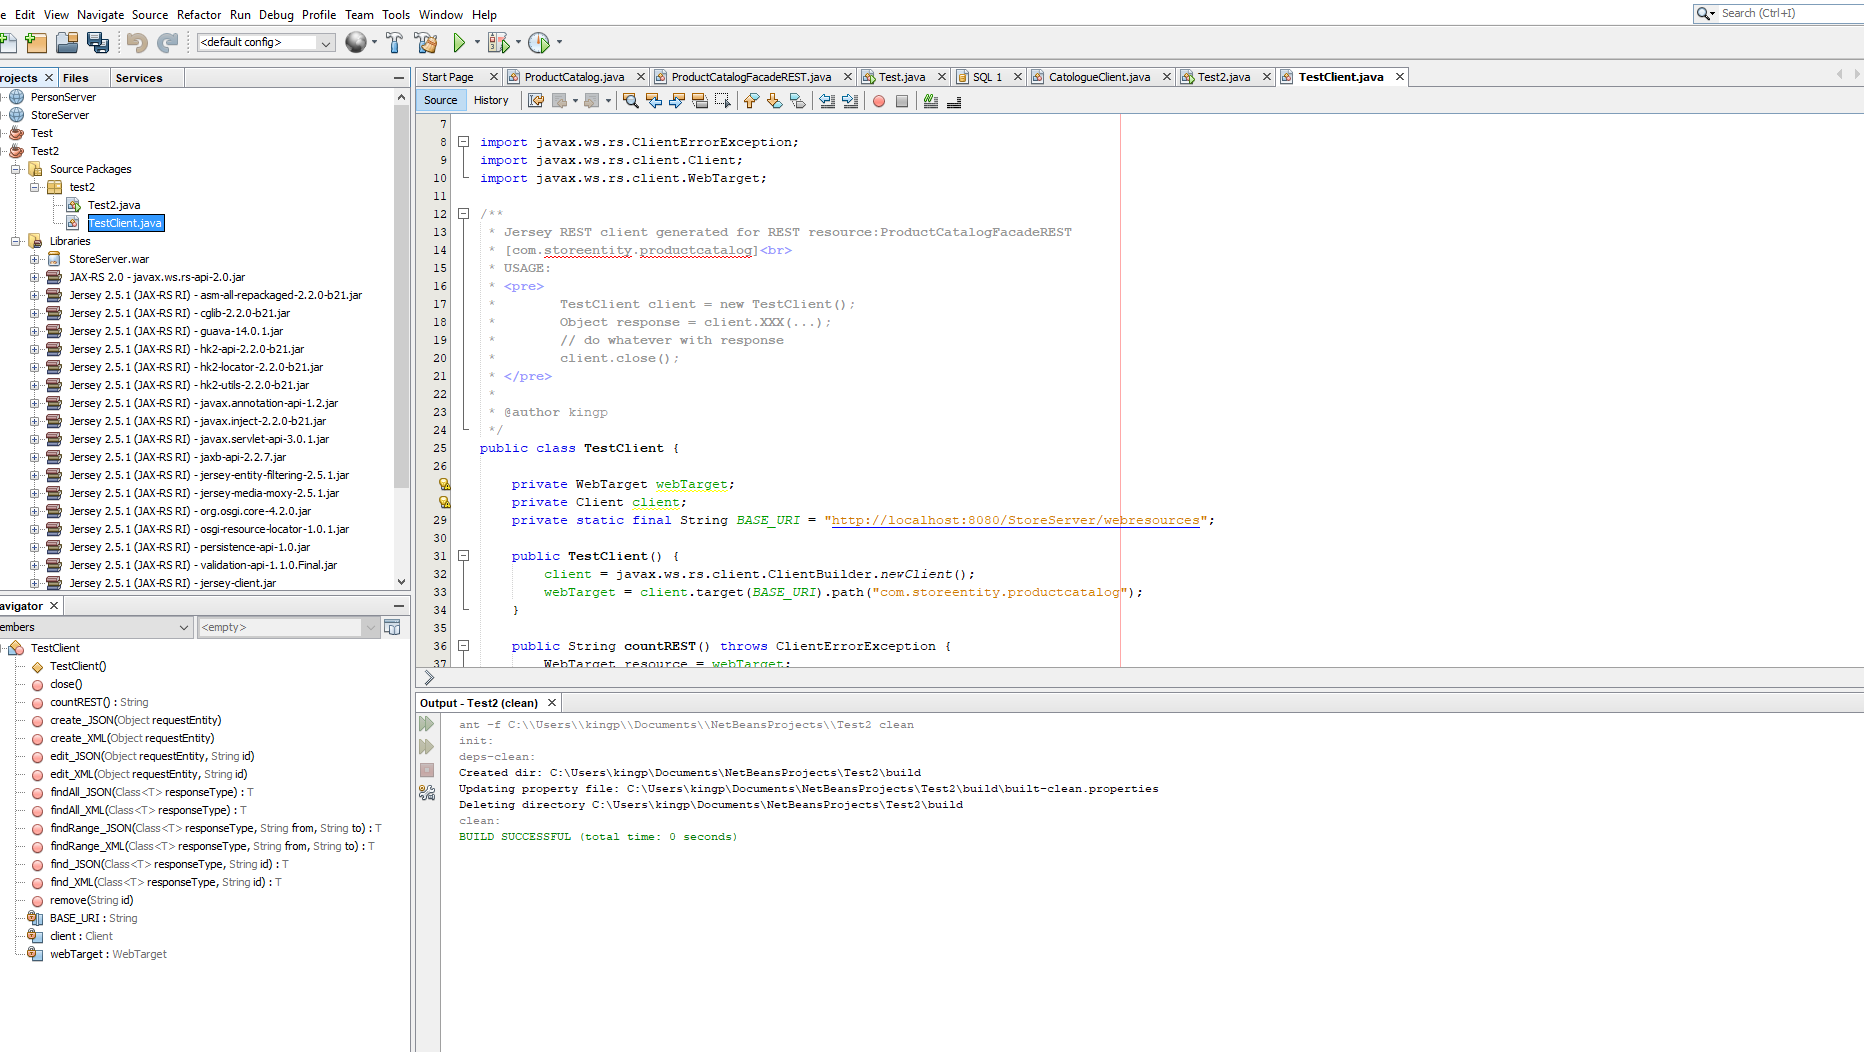 e Edit View Navigate Source Refactor Run Debug Profile Team Tools Window Help
Search (Ctrl+I)
<default config>
rojects Files Services
PersonServer
StoreServer
Test
Test2
Source Packages
test2
Test2.java
TestClient.java
Libraries
StoreServer.war
JAX-RS 2.0 - javax.ws.rs-api-2.0.jar
Jersey 2.5.1 (JAX-RS RI) - asm-all-repackaged-2.2.0-b21.jar
Jersey 2.5.1 (JAX-RS RI) - cglib-2.2.0-b21.jar
Jersey 2.5.1 (JAX-RS RI) - guava-14.0.1.jar
Jersey 2.5.1 (JAX-RS RI) - hk2-api-2.2.0-b21.jar
Jersey 2.5.1 (JAX-RS RI) - hk2-locator-2.2.0-b21.jar
Jersey 2.5.1 (JAX-RS RI) - hk2-utils-2.2.0-b21.jar
Jersey 2.5.1 (JAX-RS RI) - javax.annotation-api-1.2.jar
Jersey 2.5.1 (JAX-RS RI) - javax.inject-2.2.0-b21.jar
Jersey 2.5.1 (JAX-RS RI) - javax.servlet-api-3.0.1.jar
Jersey 2.5.1 (JAX-RS RI) - jaxb-api-2.2.7.jar
Jersey 2.5.1 (JAX-RS RI) - jersey-entity-filtering-2.5.1.jar
Jersey 2.5.1 (JAX-RS RI) - jersey-media-moxy-2.5.1.jar
Jersey 2.5.1 (JAX-RS RI) - org.osgi.core-4.2.0.jar
Jersey 2.5.1 (JAX-RS RI) - osgi-resource-locator-1.0.1.jar
Jersey 2.5.1 (JAX-RS RI) - persistence-api-1.0.jar
Jersey 2.5.1 (JAX-RS RI) - validation-api-1.1.0.Final.jar
Jersey 2.5.1 (JAX-RS RI) - jersey-client.jar
avigator
embers
<empty>
TestClient
TestClient()
close()
countREST() : String
create_JSON(Object requestEntity)
create_XML(Object requestEntity)
edit_JSON(Object requestEntity, String id)
edit_XML(Object requestEntity, String id)
findAll_JSON(Class<T> responseType) : T
findAll_XML(Class<T> responseType) : T
findRange_JSON(Class<T> responseType, String from, String to) : T
findRange_XML(Class<T> responseType, String from, String to) : T
find_JSON(Class<T> responseType, String id) : T
find_XML(Class<T> responseType, String id) : T
remove(String id)
BASE_URI : String
client : Client
webTarget : WebTarget
Start Page ProductCatalog.java ProductCatalogFacadeREST.java Test.java SQL 1 CatologueClient.java Test2.java TestClient.java
Source History
7
8 import javax.ws.rs.ClientErrorException;
9 import javax.ws.rs.client.Client;
10 import javax.ws.rs.client.WebTarget;
11
12 /**
13 * Jersey REST client generated for REST resource:ProductCatalogFacadeREST
14 * [com.storeentity.productcatalog]<br>
15 * USAGE:
16 * <pre>
17 * TestClient client = new TestClient();
18 * Object response = client.XXX(...);
19 * // do whatever with response
20 * client.close();
21 * </pre>
22 *
23 * @author kingp
24 */
25 public class TestClient {
26
private WebTarget webTarget;
private Client client;
29 private static final String BASE_URI = "http://localhost:8080/StoreServer/webresources";
30
31 public TestClient() {
32 client = javax.ws.rs.client.ClientBuilder.newClient();
33 webTarget = client.target(BASE_URI).path("com.storeentity.productcatalog");
34 }
35
36 public String countREST() throws ClientErrorException {
37 WebTarget resource = webTarget;
Output - Test2 (clean)
ant -f C:\\Users\\kingp\\Documents\\NetBeansProjects\\Test2 clean
init:
deps-clean:
Created dir: C:\Users\kingp\Documents\NetBeansProjects\Test2\build
Updating property file: C:\Users\kingp\Documents\NetBeansProjects\Test2\build\built-clean.properties
Deleting directory C:\Users\kingp\Documents\NetBeansProjects\Test2\build
clean:
BUILD SUCCESSFUL (total time: 0 seconds)